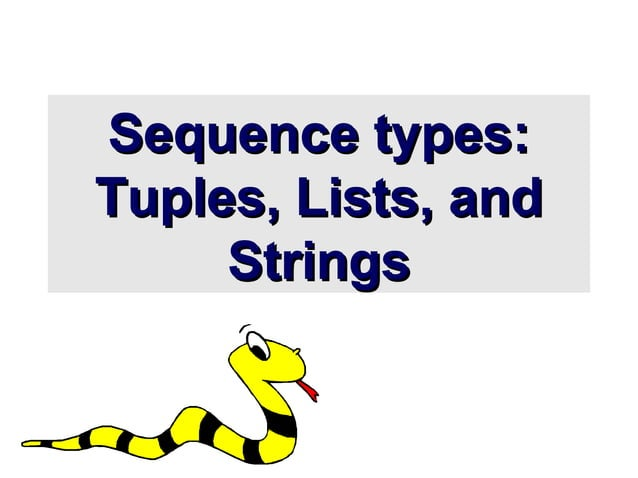 Sequence types:
Tuples, Lists, and
Strings